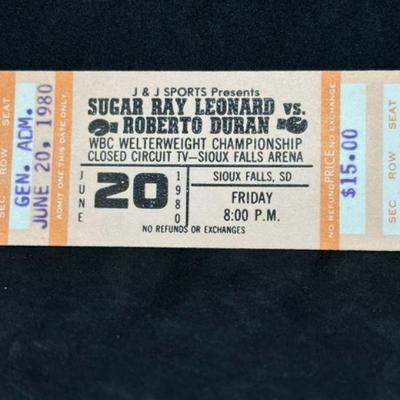 SEC ROW SEAT
GEN. ADM.
JUNE 20, 1980
ADMIT ONE THIS DATE ONLY
J & J SPORTS Presents
SUGAR RAY LEONARD vs.
ROBERTO DURAN
WBC WELTERWEIGHT CHAMPIONSHIP
CLOSED CIRCUIT TV—SIOUX FALLS ARENA
JUNE
20
1980
SIOUX FALLS, SD
FRIDAY
8:00 P.M.
NO REFUNDS OR EXCHANGES
NO REFUND PRICE NO EXCHANGE
$15.00
SEC ROW SEAT